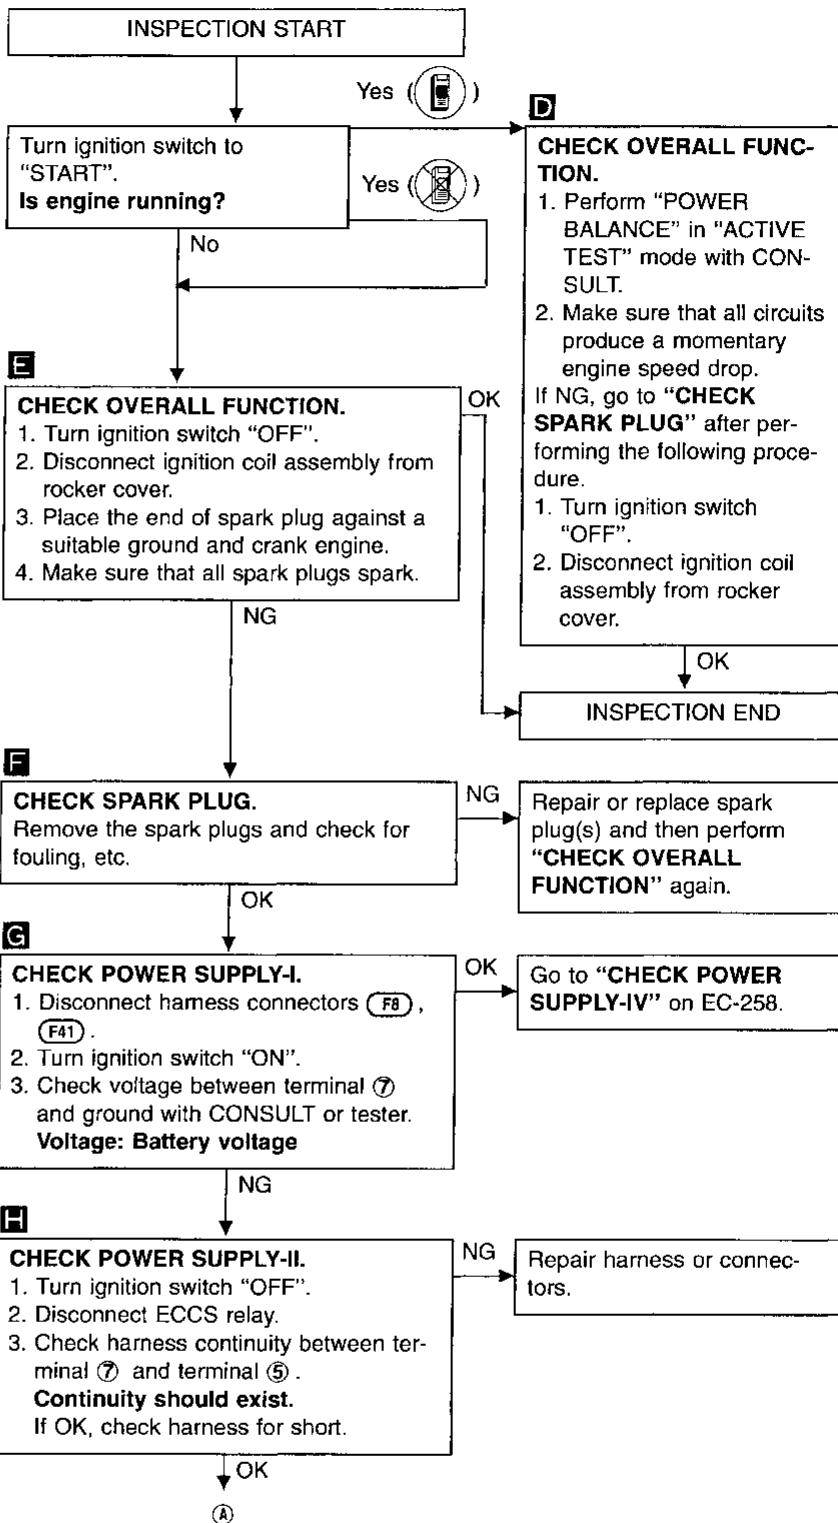 INSPECTION START
Yes ( )
D
Turn ignition switch to
“START”.
Is engine running?
Yes ( )
No
CHECK OVERALL FUNC-
TION.
1. Perform “POWER
BALANCE” in “ACTIVE
TEST” mode with CON-
SULT.
2. Make sure that all circuits
produce a momentary
engine speed drop.
If NG, go to “CHECK
SPARK PLUG” after per-
forming the following proce-
dure.
1. Turn ignition switch
“OFF”.
2. Disconnect ignition coil
assembly from rocker
cover.
OK
INSPECTION END
E
CHECK OVERALL FUNCTION.
1. Turn ignition switch “OFF”.
2. Disconnect ignition coil assembly from
rocker cover.
3. Place the end of spark plug against a
suitable ground and crank engine.
4. Make sure that all spark plugs spark.
OK
NG
F
CHECK SPARK PLUG.
Remove the spark plugs and check for
fouling, etc.
NG
Repair or replace spark
plug(s) and then perform
“CHECK OVERALL
FUNCTION” again.
OK
G
CHECK POWER SUPPLY-I.
1. Disconnect harness connectors (F8) ,
(F41) .
2. Turn ignition switch “ON”.
3. Check voltage between terminal ⑦
and ground with CONSULT or tester.
Voltage: Battery voltage
OK
Go to “CHECK POWER
SUPPLY-IV” on EC-258.
NG
H
CHECK POWER SUPPLY-II.
1. Turn ignition switch “OFF”.
2. Disconnect ECCS relay.
3. Check harness continuity between ter-
minal ⑦ and terminal ⑤ .
Continuity should exist.
If OK, check harness for short.
NG
Repair harness or connec-
tors.
OK
Ⓐ